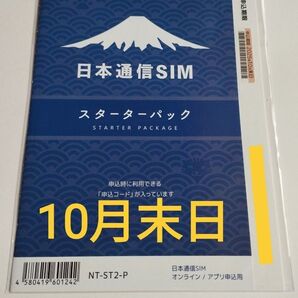 日本通信SIM
スターターパック
STARTER PACKAGE
申込時に利用できる
「申込コード」が入っています
10月末日
4 580419 601242
NT-ST2-P
日本通信SIM
オンライン / アプリ申込用